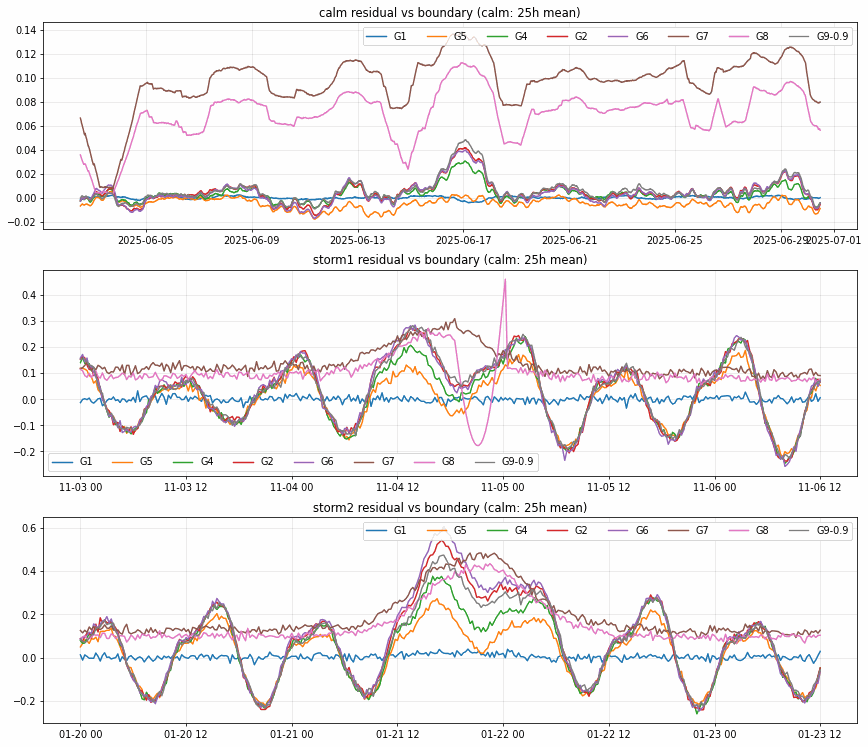 calm residual vs boundary (calm: 25h mean)
G1 G5 G4 G2 G6 G7 G8 G9-0.9
0.14
0.12
0.10
0.08
0.06
0.04
0.02
0.00
−0.02
2025-06-05 2025-06-09 2025-06-13 2025-06-17 2025-06-21 2025-06-25 2025-06-29 2025-07-01
storm1 residual vs boundary (calm: 25h mean)
0.4
0.3
0.2
0.1
0.0
−0.1
−0.2
G1 G5 G4 G2 G6 G7 G8 G9-0.9
11-03 00 11-03 12 11-04 00 11-04 12 11-05 00 11-05 12 11-06 00 11-06 12
storm2 residual vs boundary (calm: 25h mean)
G1 G5 G4 G2 G6 G7 G8 G9-0.9
0.6
0.4
0.2
0.0
−0.2
01-20 00 01-20 12 01-21 00 01-21 12 01-22 00 01-22 12 01-23 00 01-23 12